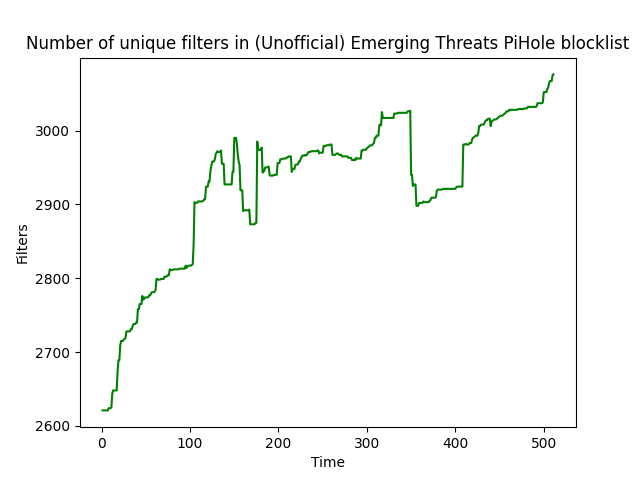 Number of unique filters in (Unofficial) Emerging Threats PiHole blocklist
3000
2900
2800
2700
2600
Filters
0 100 200 300 400 500
Time